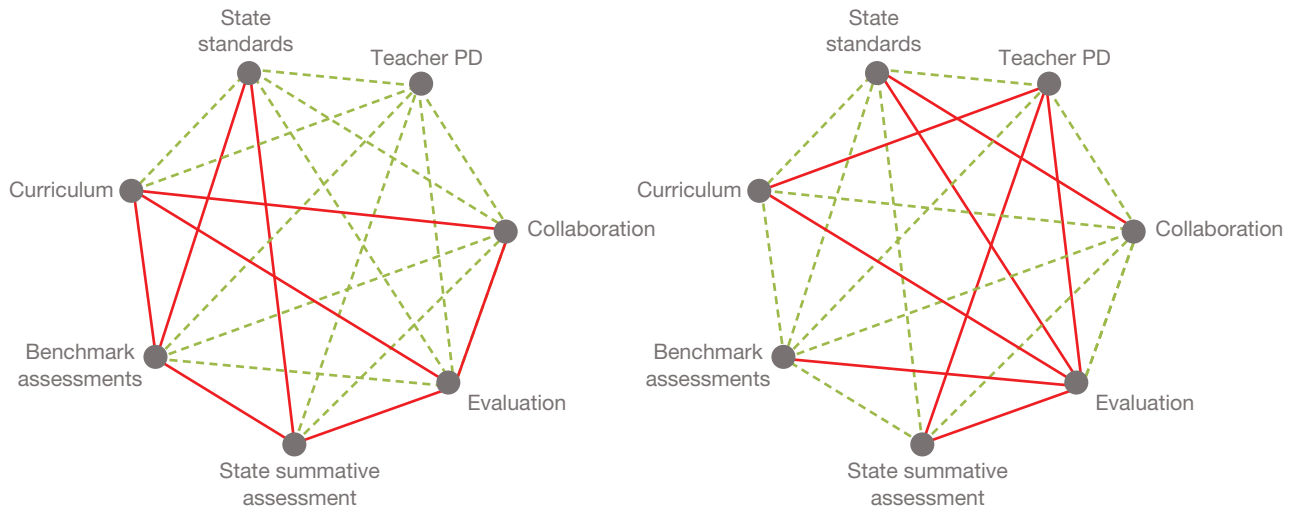 State
standards
Teacher PD
Curriculum
Collaboration
Benchmark
assessments
Evaluation
State summative
assessment
State
standards
Teacher PD
Curriculum
Collaboration
Benchmark
assessments
Evaluation
State summative
assessment